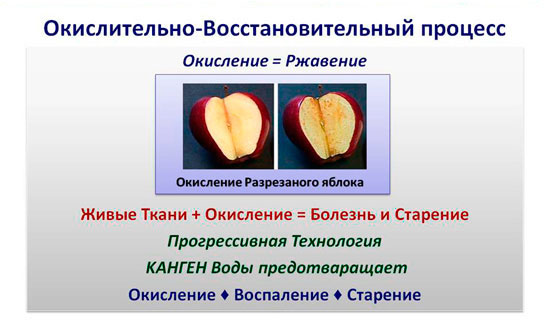 Окислительно-Восстановительный процесс
Окисление = Ржавение
Окисление Разрезаного яблока
Живые Ткани + Окисление = Болезнь и Старение
Прогрессивная Технология
КАНГЕН Воды предотваращает
Окисление ♦ Воспаление ♦ Старение